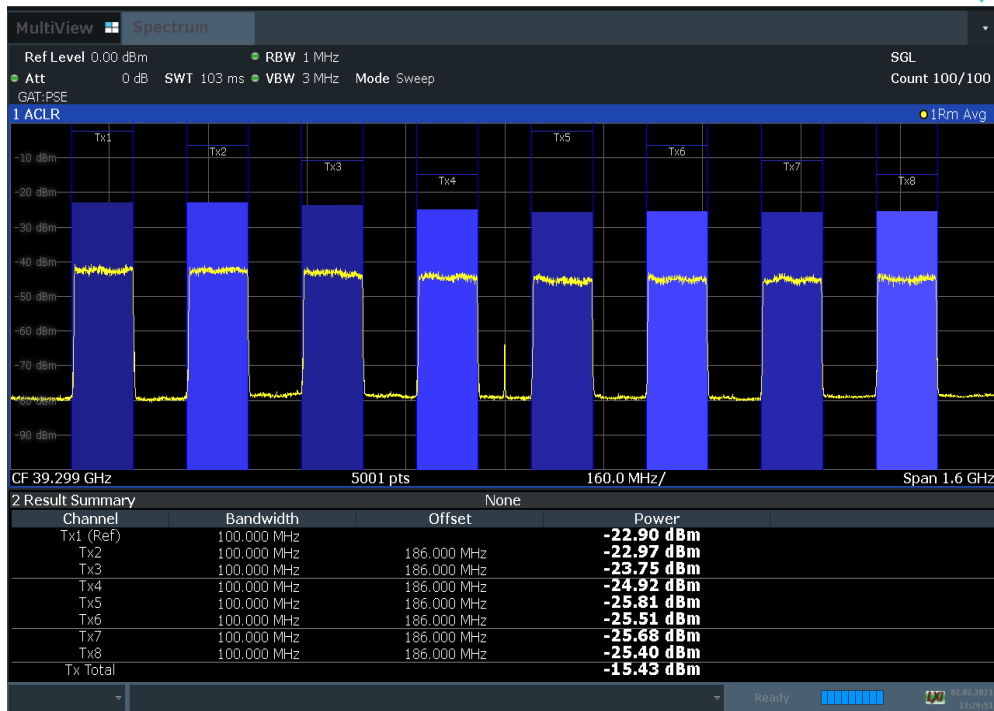 MultiView Spectrum
Ref Level 0.00 dBm RBW 1 MHz SGL
Att 0 dB SWT 103 ms VBW 3 MHz Mode Sweep Count 100/100
GAT:PSE
1 ACLR 1Rm Avg
Tx1 Tx5
Tx2 Tx6
-10 dBm
Tx3 Tx7
Tx4 Tx8
-20 dBm
-30 dBm
-40 dBm
-50 dBm
-60 dBm
-70 dBm
-80 dBm
-90 dBm
CF 39.299 GHz 5001 pts 160.0 MHz/ Span 1.6 GHz
2 Result Summary None
Channel Bandwidth Offset Power
Tx1 (Ref) 100.000 MHz -22.90 dBm
Tx2 100.000 MHz 186.000 MHz -22.97 dBm
Tx3 100.000 MHz 186.000 MHz -23.75 dBm
Tx4 100.000 MHz 186.000 MHz -24.92 dBm
Tx5 100.000 MHz 186.000 MHz -25.81 dBm
Tx6 100.000 MHz 186.000 MHz -25.51 dBm
Tx7 100.000 MHz 186.000 MHz -25.68 dBm
Tx8 100.000 MHz 186.000 MHz -25.40 dBm
Tx Total -15.43 dBm
Ready LXI 02.02.2021
13:29:51